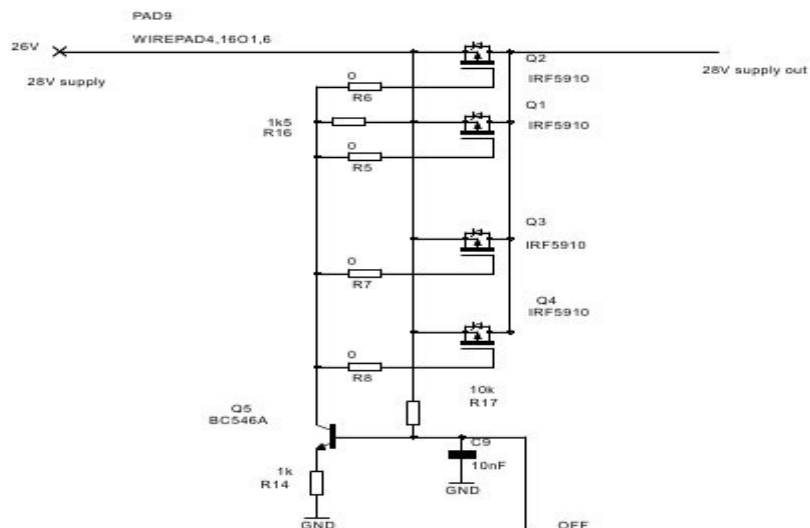 PAD9
WIREPAD4,16O1,6
26V
28V supply
Q2
IRF5910
28V supply out
0
R6
Q1
IRF5910
1k5
R16
0
R5
Q3
IRF5910
0
R7
Q4
IRF5910
0
R8
10k
R17
Q5
BC546A
C9
10nF
GND
1k
R14
GND
OFF